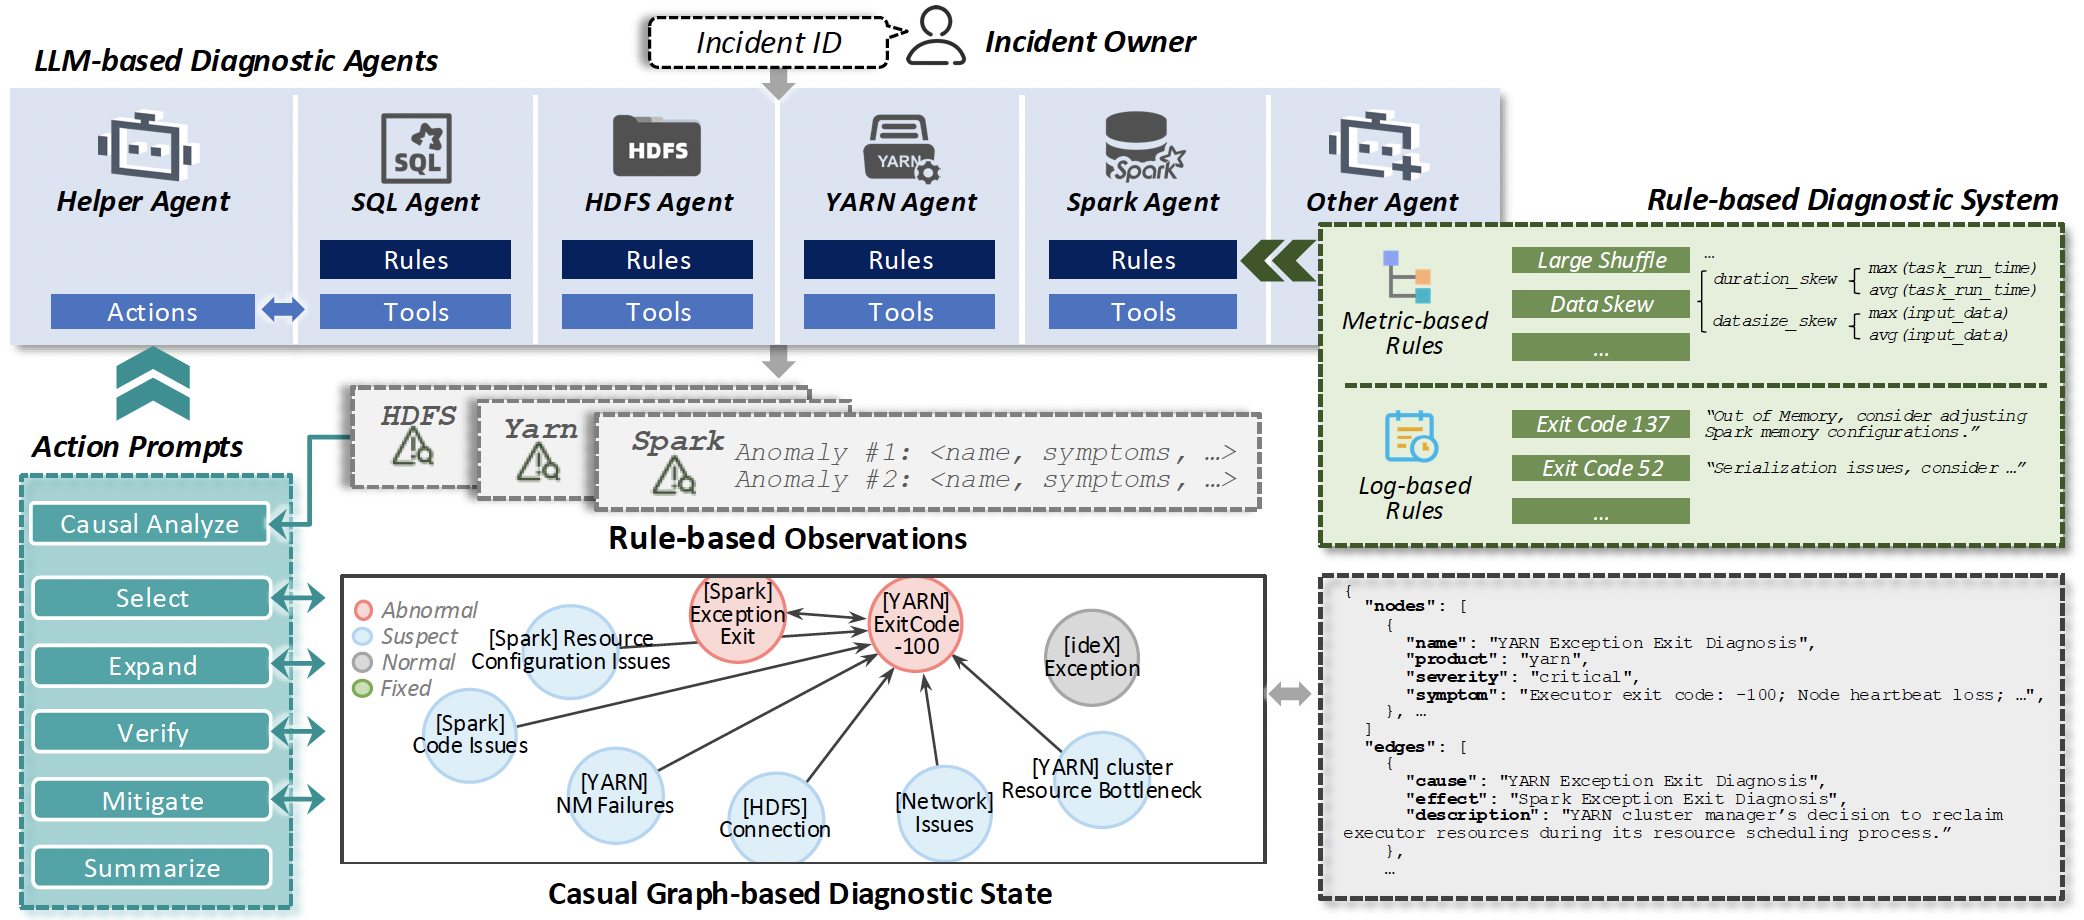 Incident ID
Incident Owner
LLM-based Diagnostic Agents
Helper Agent
Actions
SQL
SQL Agent
Rules
Tools
HDFS
HDFS Agent
Rules
Tools
YARN
YARN Agent
Rules
Tools
Spark
Spark Agent
Rules
Tools
Other Agent
Rule-based Diagnostic System
Metric-based
Rules
Large Shuffle
...
Data Skew
duration_skew
max(task_run_time)
avg(task_run_time)
datasize_skew
max(input_data)
avg(input_data)
...
Log-based
Rules
Exit Code 137
“Out of Memory, consider adjusting
Spark memory configurations.”
Exit Code 52
“Serialization issues, consider …”
...
Action Prompts
Causal Analyze
Select
Expand
Verify
Mitigate
Summarize
HDFS
Yarn
Spark
Anomaly #1: <name, symptoms, …>
Anomaly #2: <name, symptoms, …>
Rule-based Observations
Abnormal
Suspect
Normal
Fixed
[Spark]
Exception
Exit
[YARN]
ExitCode
-100
[Spark] Resource
Configuration Issues
[ideX]
Exception
[Spark]
Code Issues
[YARN]
NM Failures
[HDFS]
Connection
[Network]
Issues
[YARN] cluster
Resource Bottleneck
Casual Graph-based Diagnostic State
{
"nodes": [
{
"name": "YARN Exception Exit Diagnosis",
"product": "yarn",
"severity": "critical",
"symptom": "Executor exit code: -100; Node heartbeat loss; …",
}, …
]
"edges": [
{
"cause": "YARN Exception Exit Diagnosis",
"effect": "Spark Exception Exit Diagnosis",
"description": "YARN cluster manager’s decision to reclaim
executor resources during its resource scheduling process.”
},
…